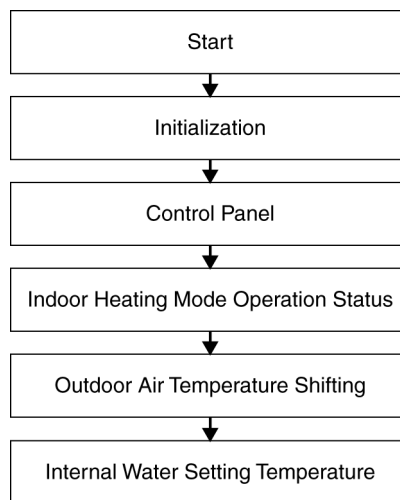 Start
Initialization
Control Panel
Indoor Heating Mode Operation Status
Outdoor Air Temperature Shifting
Internal Water Setting Temperature